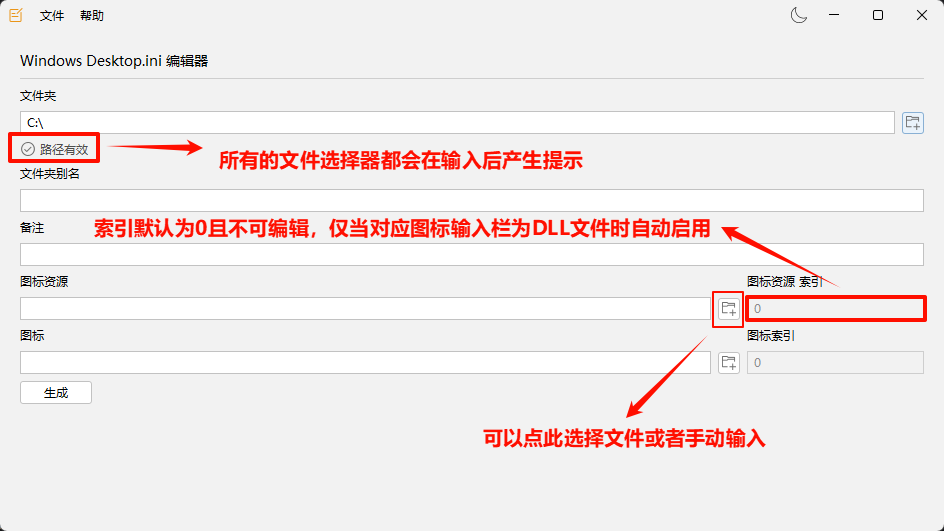 文件 帮助
Windows Desktop.ini 编辑器
文件夹
C:\
路径有效
所有的文件选择器都会在输入后产生提示
文件夹别名
备注
索引默认为0且不可编辑，仅当对应图标输入栏为DLL文件时自动启用
图标资源
图标资源 索引
0
图标
图标索引
0
生成
可以点此选择文件或者手动输入